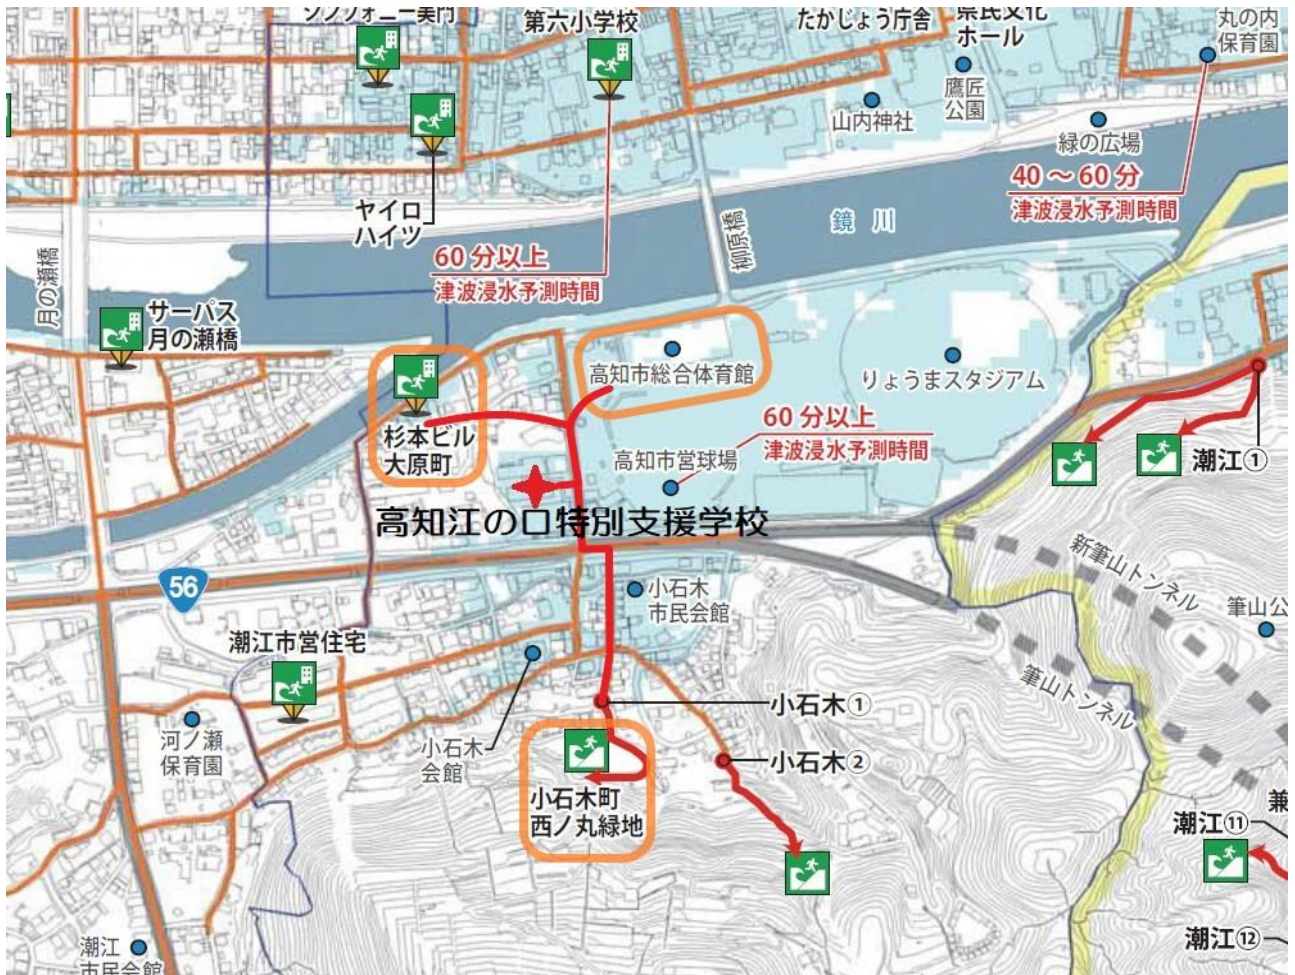 ソフツォニー美門
第六小学校
たかじょう庁舎
県民文化
ホール
丸の内
保育園
鷹匠
公園
山内神社
緑の広場
40～60分
津波浸水予測時間
ヤイロ
ハイツ
60分以上
津波浸水予測時間
柳原橋
鏡川
月の瀬橋
サーパス
月の瀬橋
高知市総合体育館
りょうまスタジアム
杉本ビル
大原町
60分以上
津波浸水予測時間
高知市営球場
潮江①
高知江の口特別支援学校
56
小石木
市民会館
新筆山トンネル
筆山公
潮江市営住宅
筆山トンネル
小石木①
河ノ瀬
保育園
小石木
会館
小石木②
小石木町
西ノ丸緑地
兼
潮江⑪
潮江⑫
潮江
市民会館